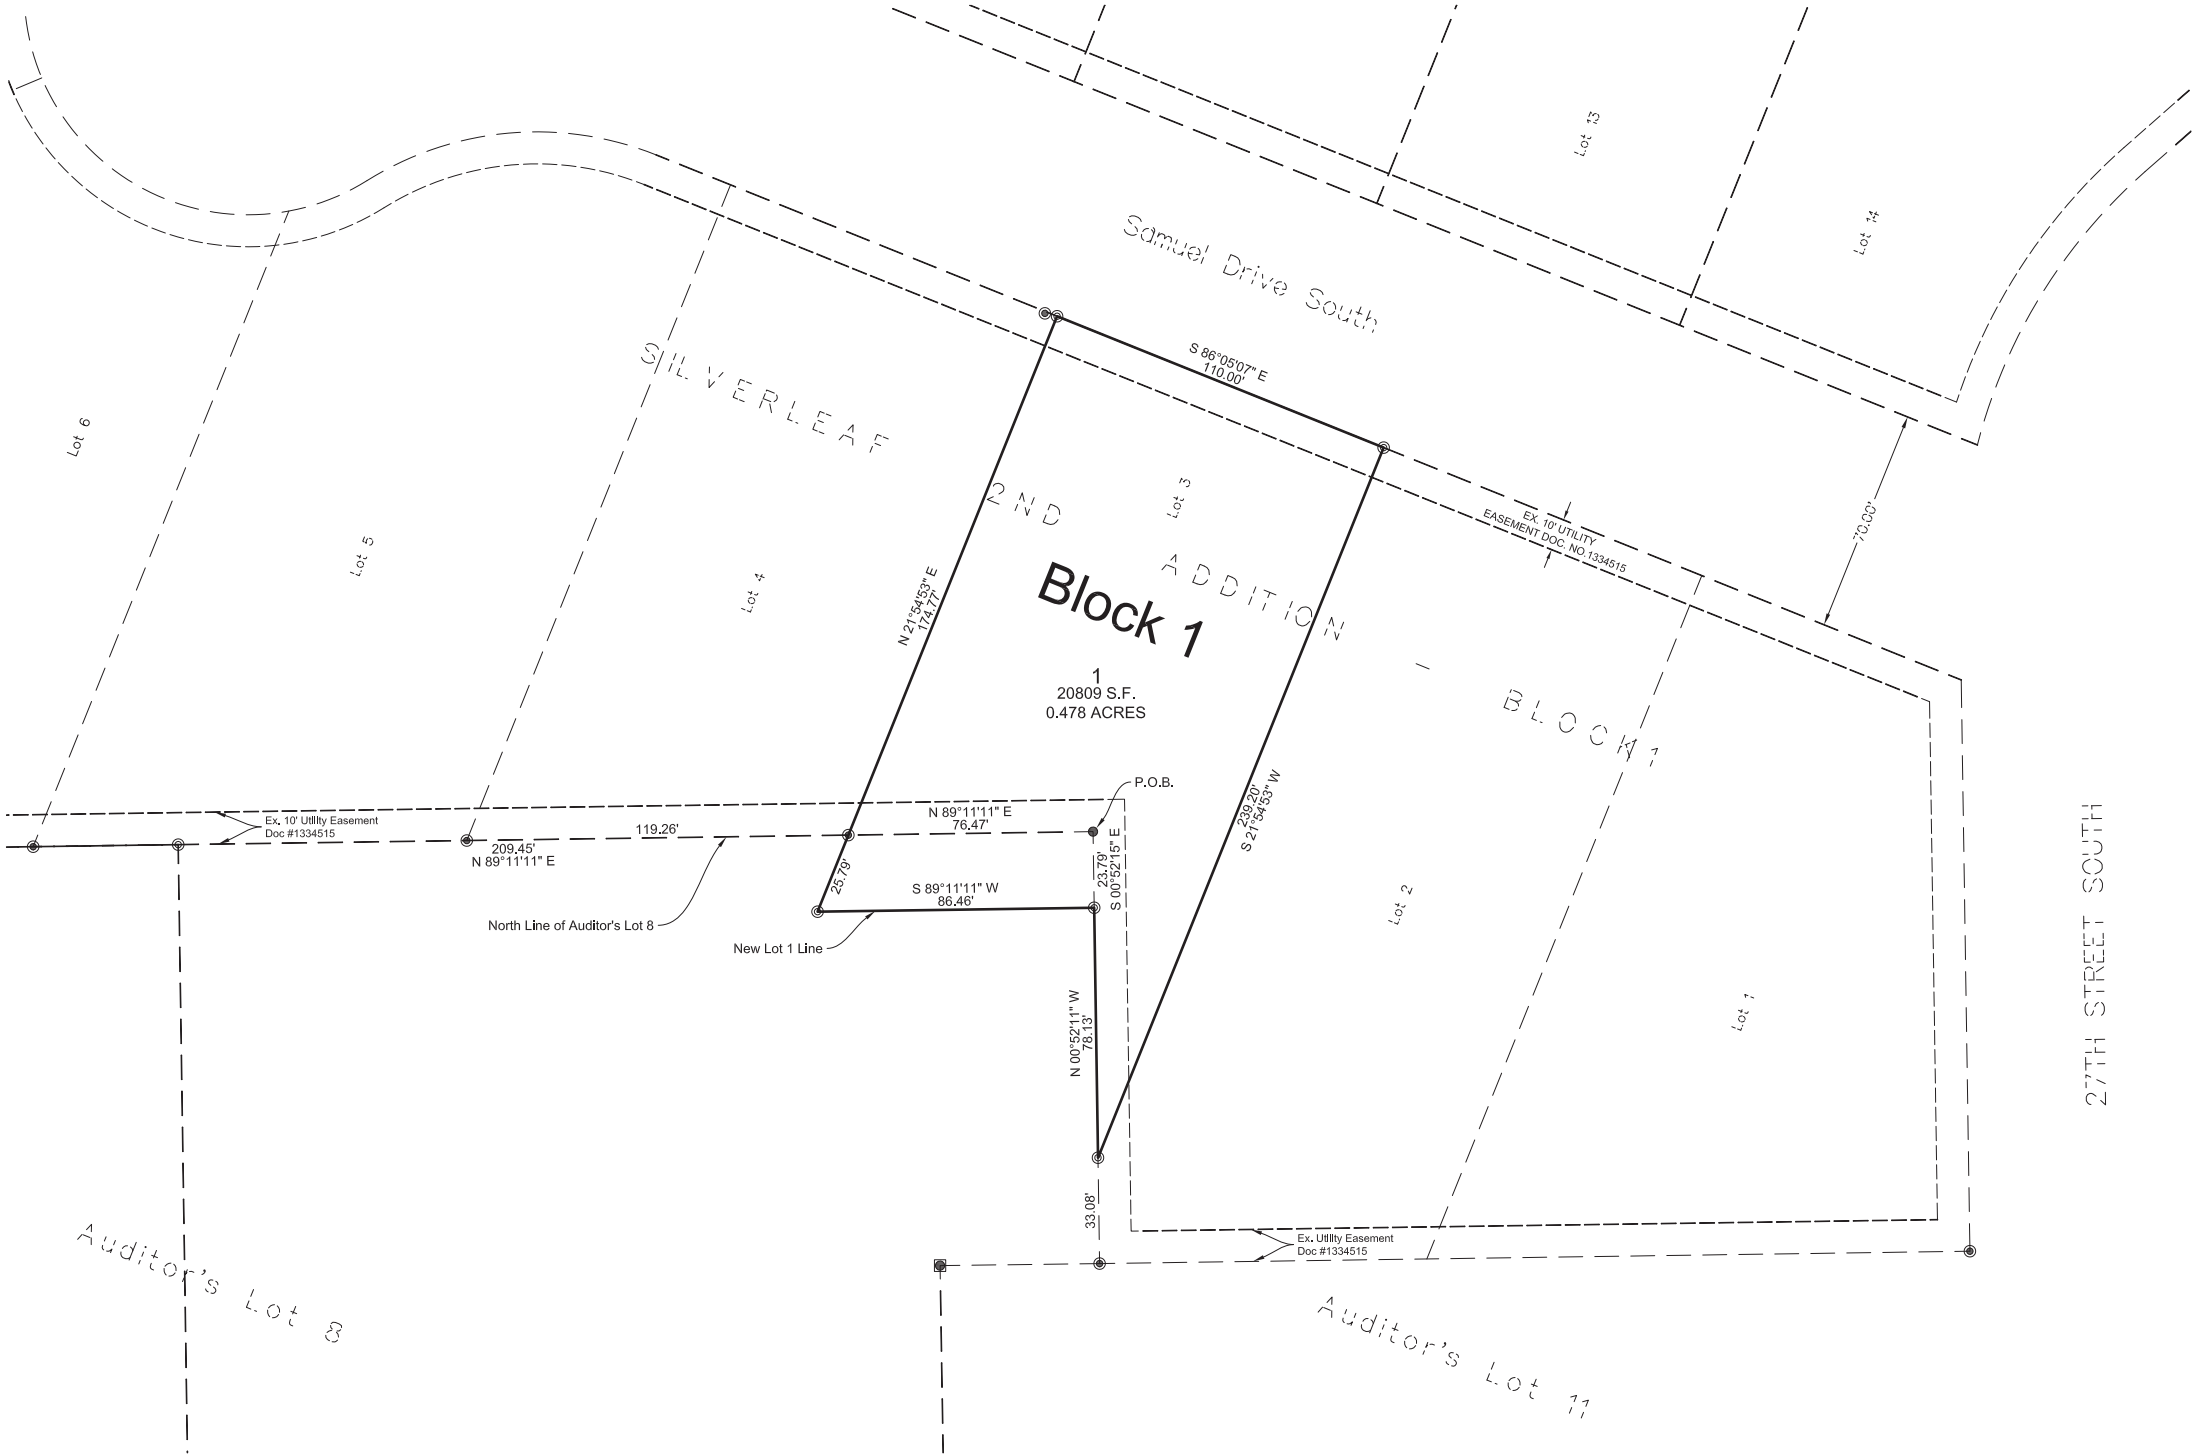 Lot 13
Lot 14
Samuel Drive South
S 86°05'07" E
110.00'
SILVERLEAF
2ND
ADDITION
-
BLOCK 1
Lot 6
Lot 5
Lot 4
Lot 3
EX. 10' UTILITY
EASEMENT DOC. NO.1334515
70.00'
N 21°54'53" E
174.77'
Block 1
1
20809 S.F.
0.478 ACRES
P.O.B.
239.20'
S 21°54'53" W
Ex. 10' Utility Easement
Doc #1334515
209.45'
N 89°11'11" E
119.26'
N 89°11'11" E
76.47'
23.79'
S 00°52'15" E
25.79'
S 89°11'11" W
86.46'
North Line of Auditor's Lot 8
New Lot 1 Line
Lot 2
Lot 1
27TH STREET SOUTH
N 00°52'11" W
78.13'
33.08'
Ex. Utility Easement
Doc #1334515
Auditor's Lot 8
Auditor's Lot 11